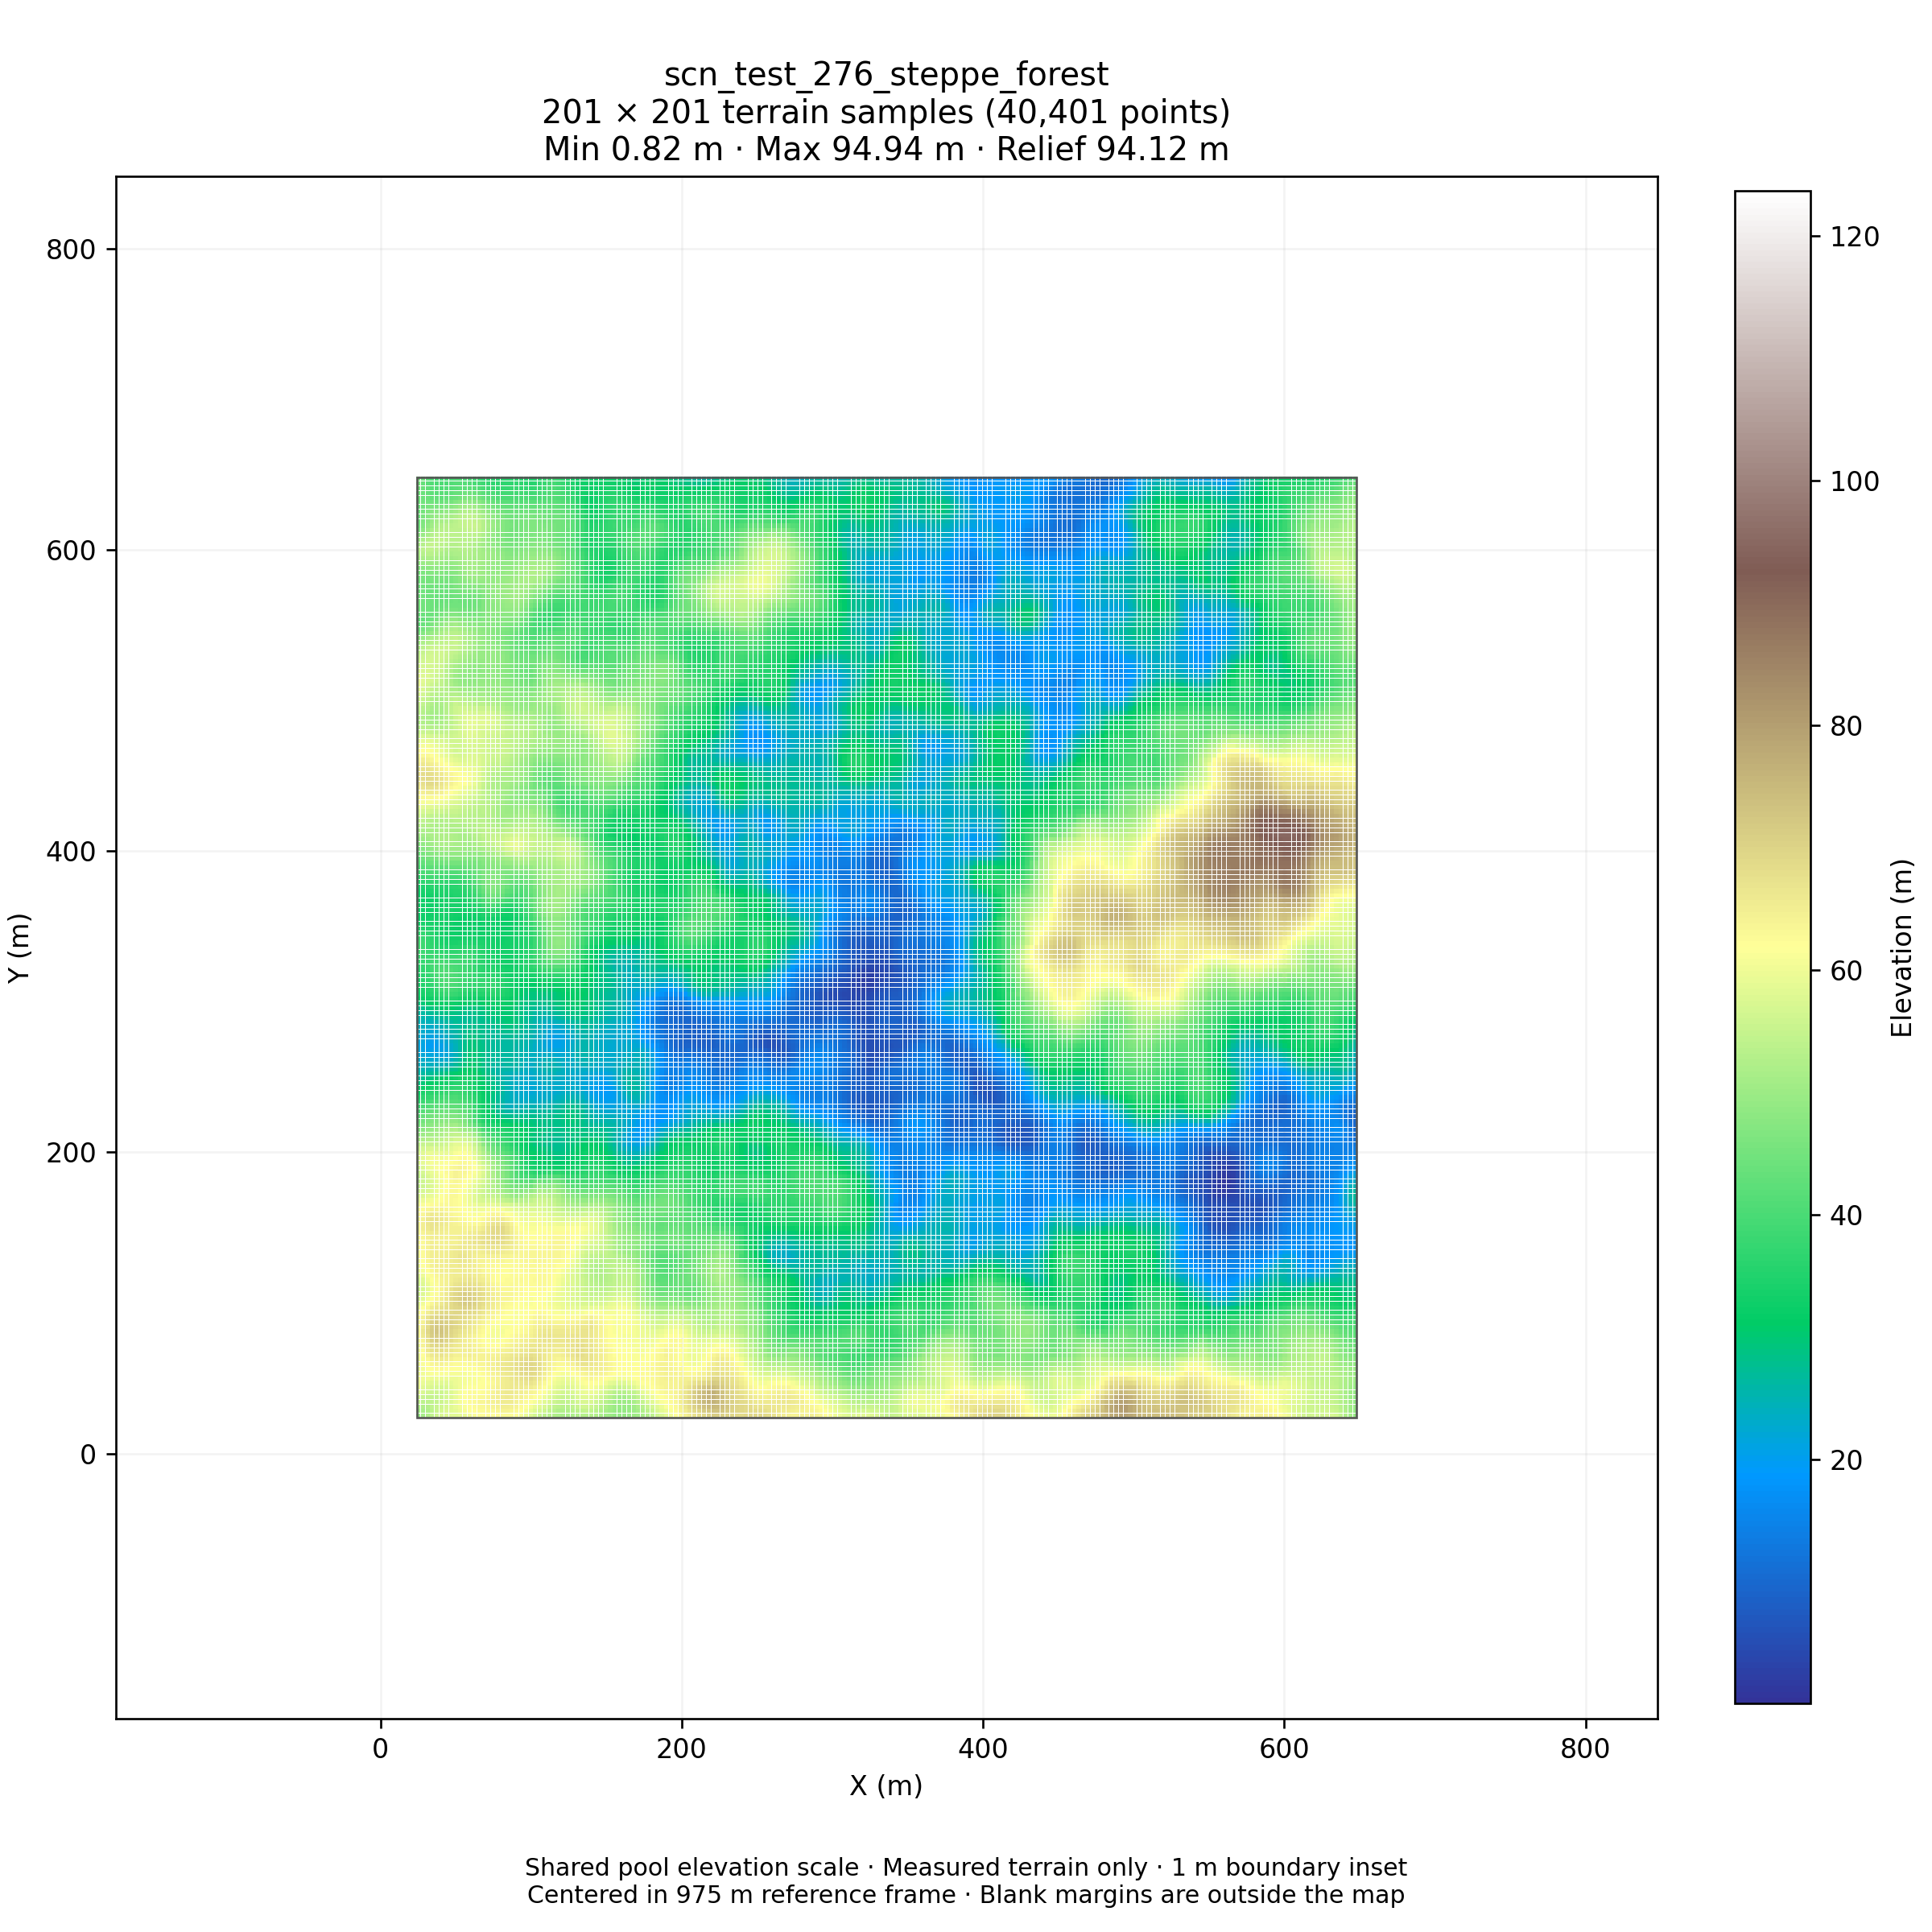 scn_test_276_steppe_forest
201 × 201 terrain samples (40,401 points)
Min 0.82 m · Max 94.94 m · Relief 94.12 m
800
600
400
200
0
Y (m)
0
200
400
600
800
X (m)
120
100
80
60
40
20
Elevation (m)
Shared pool elevation scale · Measured terrain only · 1 m boundary inset
Centered in 975 m reference frame · Blank margins are outside the map